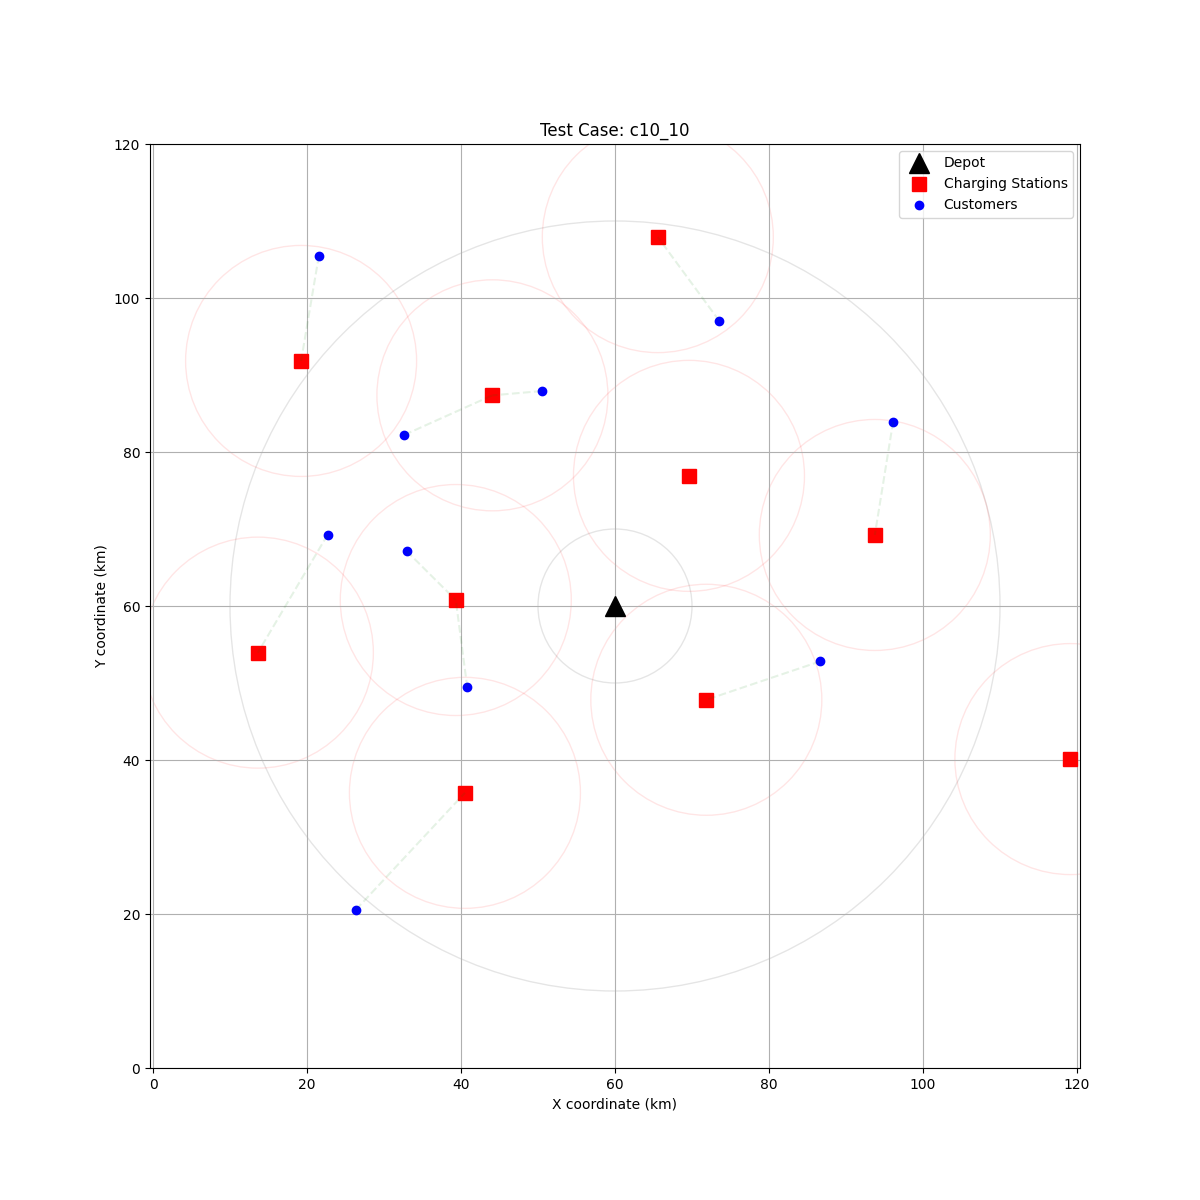 Test Case: c10_10
Depot
Charging Stations
Customers
120
100
80
60
40
20
0
Y coordinate (km)
0 20 40 60 80 100 120
X coordinate (km)